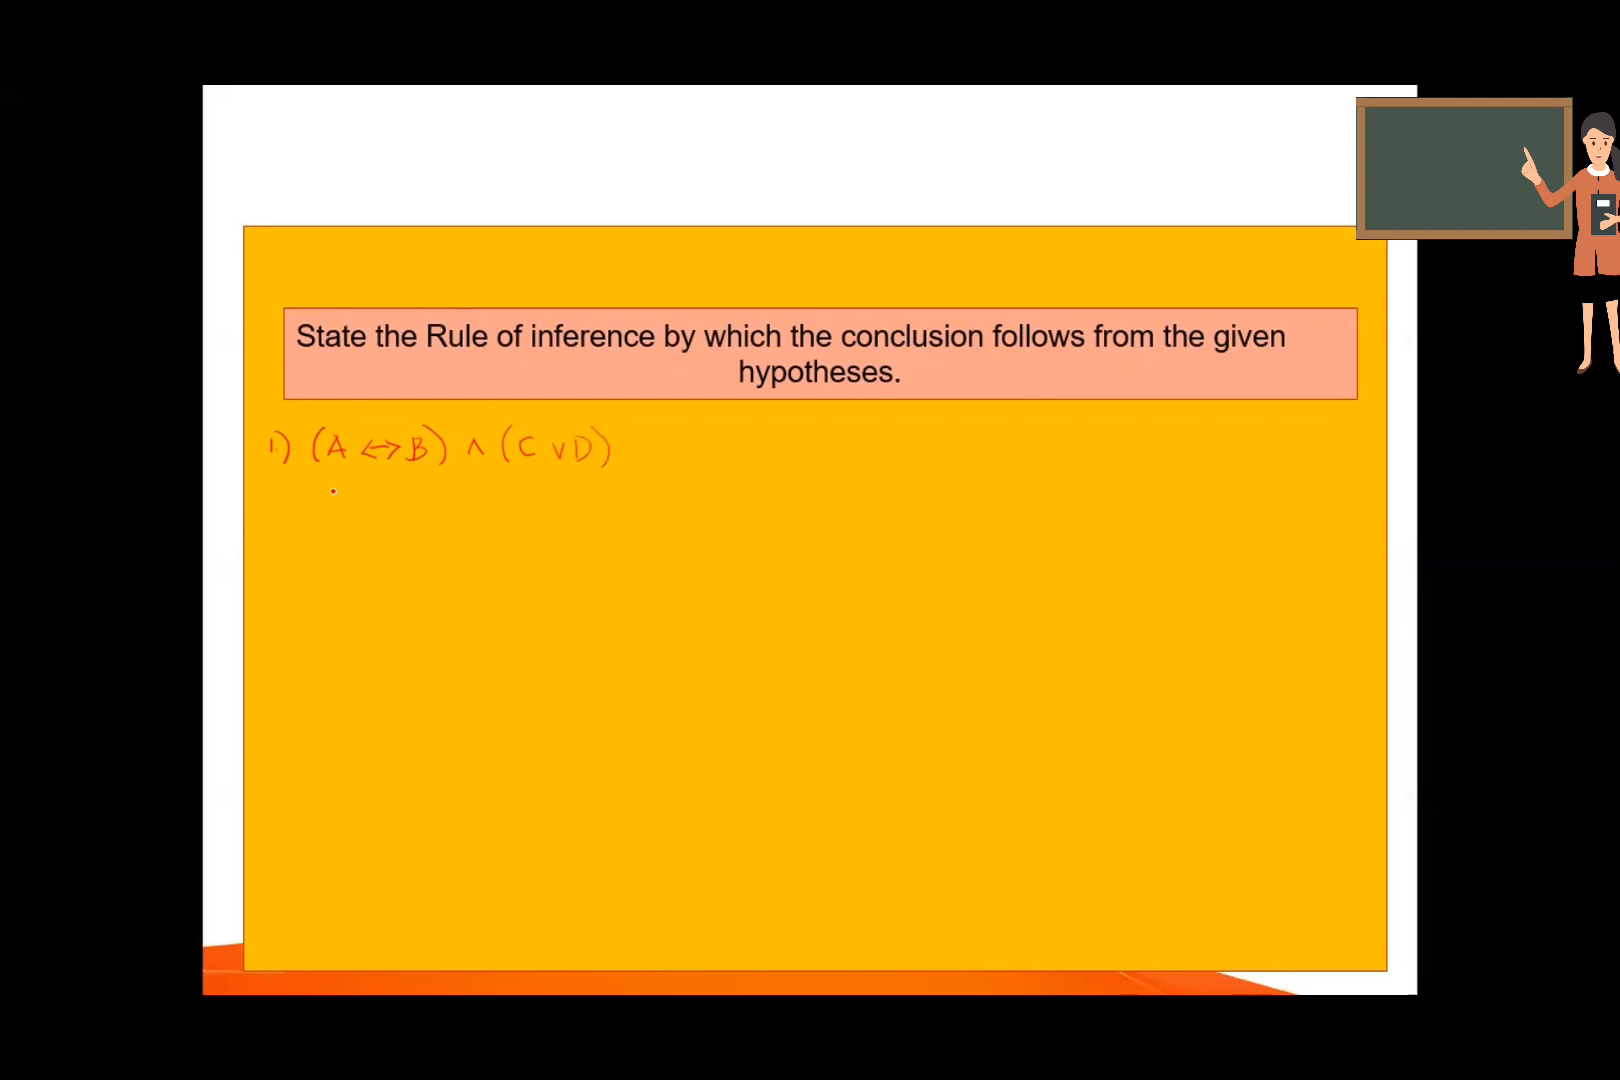 State the Rule of inference by which the conclusion follows from the given
hypotheses.
1) (A ↔ B) ∧ (C ∨ D)